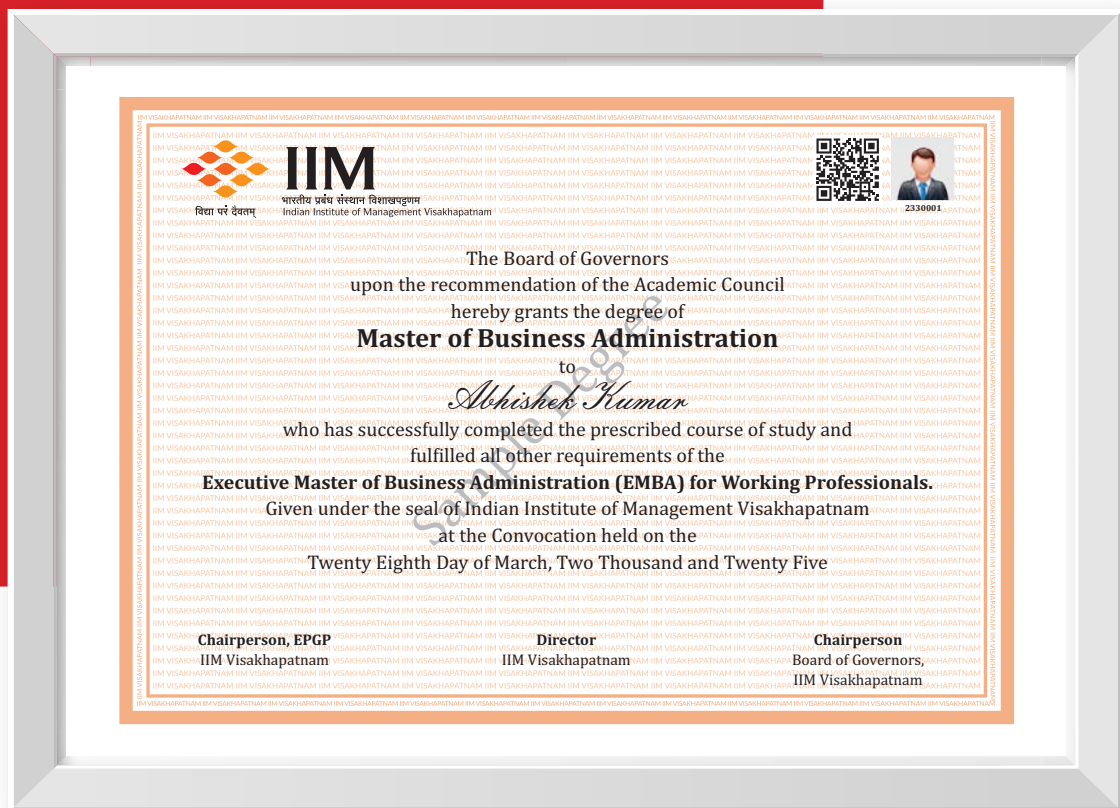 IIM
भारतीय प्रबंध संस्थान विशाखपट्टणम
Indian Institute of Management Visakhapatnam
विद्या परं दैवतम्
2330001
The Board of Governors
upon the recommendation of the Academic Council
hereby grants the degree of
Master of Business Administration
to
Abhishek Kumar
who has successfully completed the prescribed course of study and
fulfilled all other requirements of the
Executive Master of Business Administration (EMBA) for Working Professionals.
Given under the seal of Indian Institute of Management Visakhapatnam
at the Convocation held on the
Twenty Eighth Day of March, Two Thousand and Twenty Five
Sample Degree
Chairperson, EPGP
IIM Visakhapatnam
Director
IIM Visakhapatnam
Chairperson
Board of Governors,
IIM Visakhapatnam